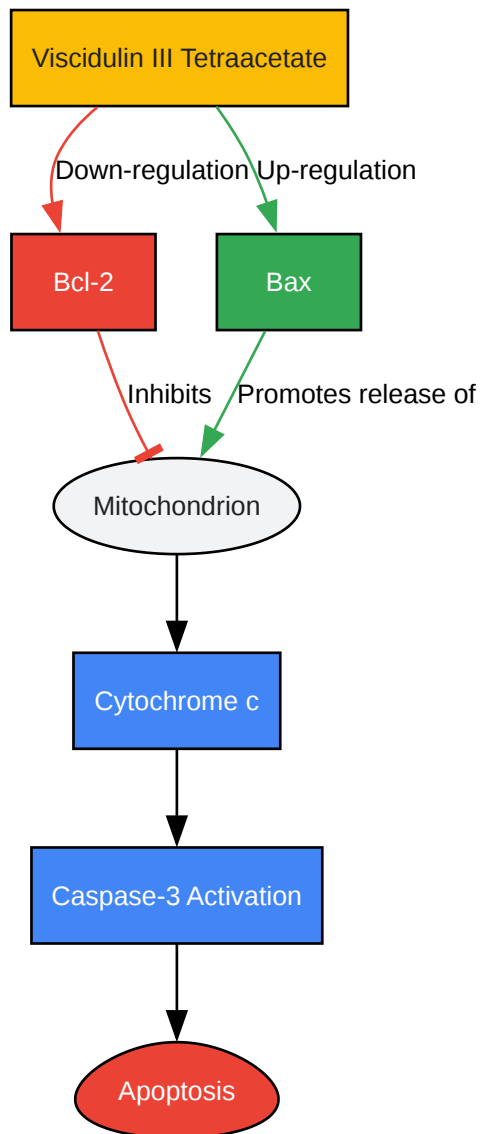 Viscidulin III Tetraacetate
Down-regulation
Up-regulation
Bcl-2
Bax
Inhibits
Promotes release of
Mitochondrion
Cytochrome c
Caspase-3 Activation
Apoptosis